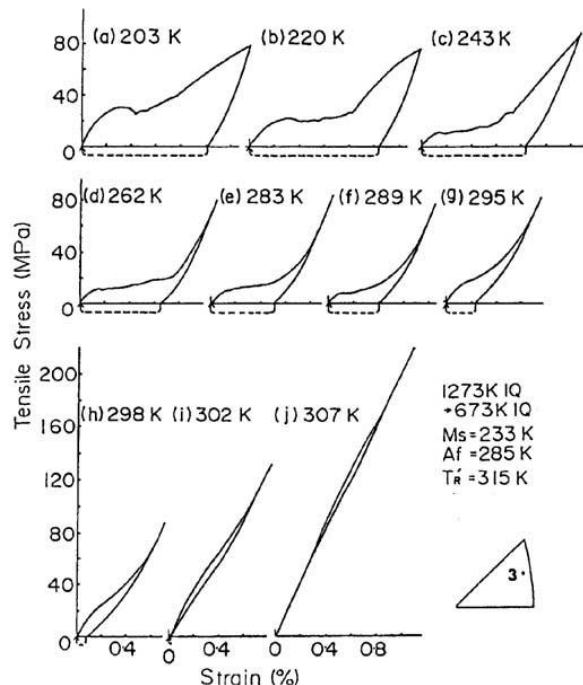 80
(a) 203 K
(b) 220 K
(c) 243 K
40
0
(d) 262 K
(e) 283 K
(f) 289 K
(g) 295 K
80
40
0
Tensile Stress (MPa)
200
(h) 298 K
(i) 302 K
(j) 307 K
160
120
80
40
0
1273K IQ
→673K IQ
Ms=233 K
Af =285 K
T'R =315 K
3
0 0.4
0 0.4
0 0.4 0.8
Strain (%)